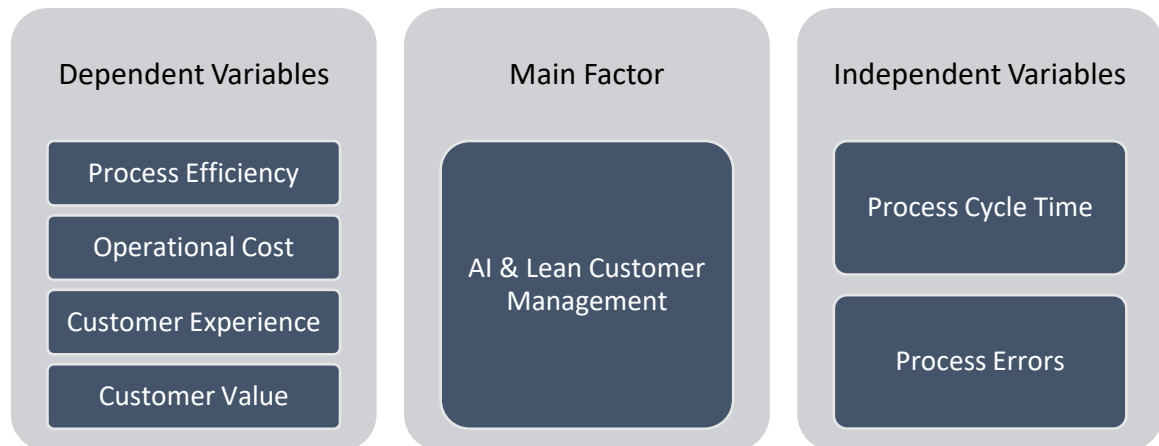 Dependent Variables
Process Efficiency
Operational Cost
Customer Experience
Customer Value
Main Factor
AI & Lean Customer
Management
Independent Variables
Process Cycle Time
Process Errors